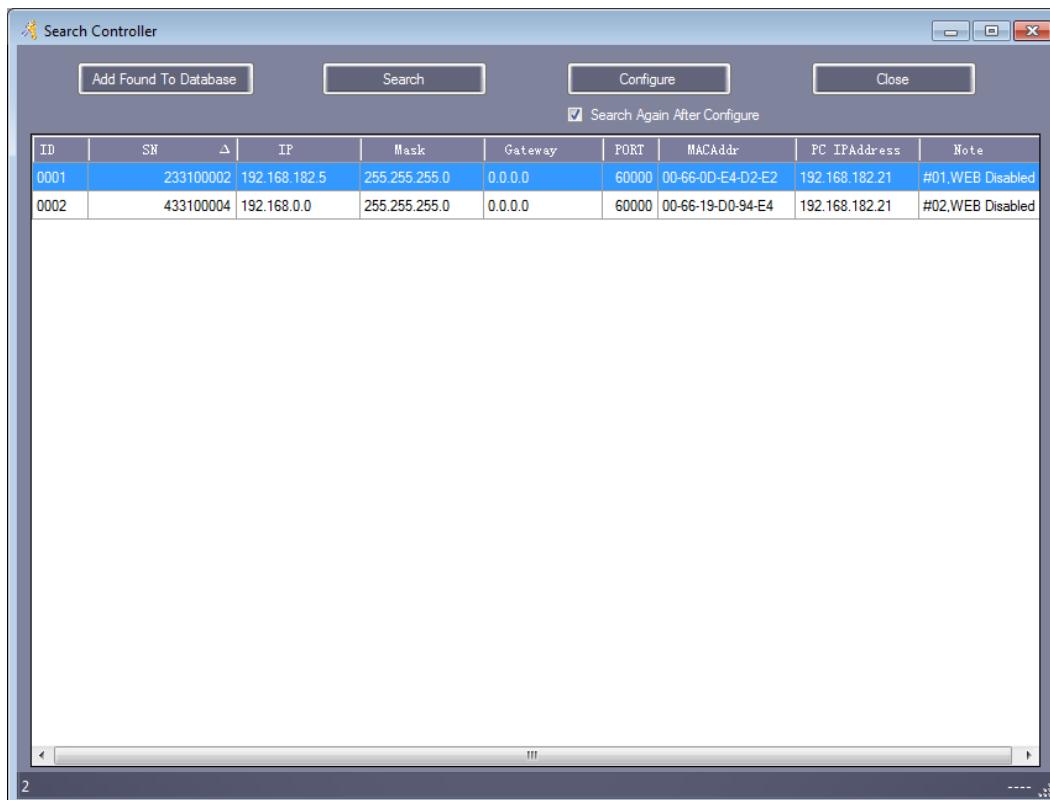 Search Controller
Add Found To Database Search Configure Close
Search Again After Configure
ID SN Δ IP Mask Gateway PORT MACAddr PC IPAddress Note
0001 233100002 192.168.182.5 255.255.255.0 0.0.0.0 60000 00-66-0D-E4-D2-E2 192.168.182.21 #01,WEB Disabled
0002 433100004 192.168.0.0 255.255.255.0 0.0.0.0 60000 00-66-19-D0-94-E4 192.168.182.21 #02,WEB Disabled
2 ----